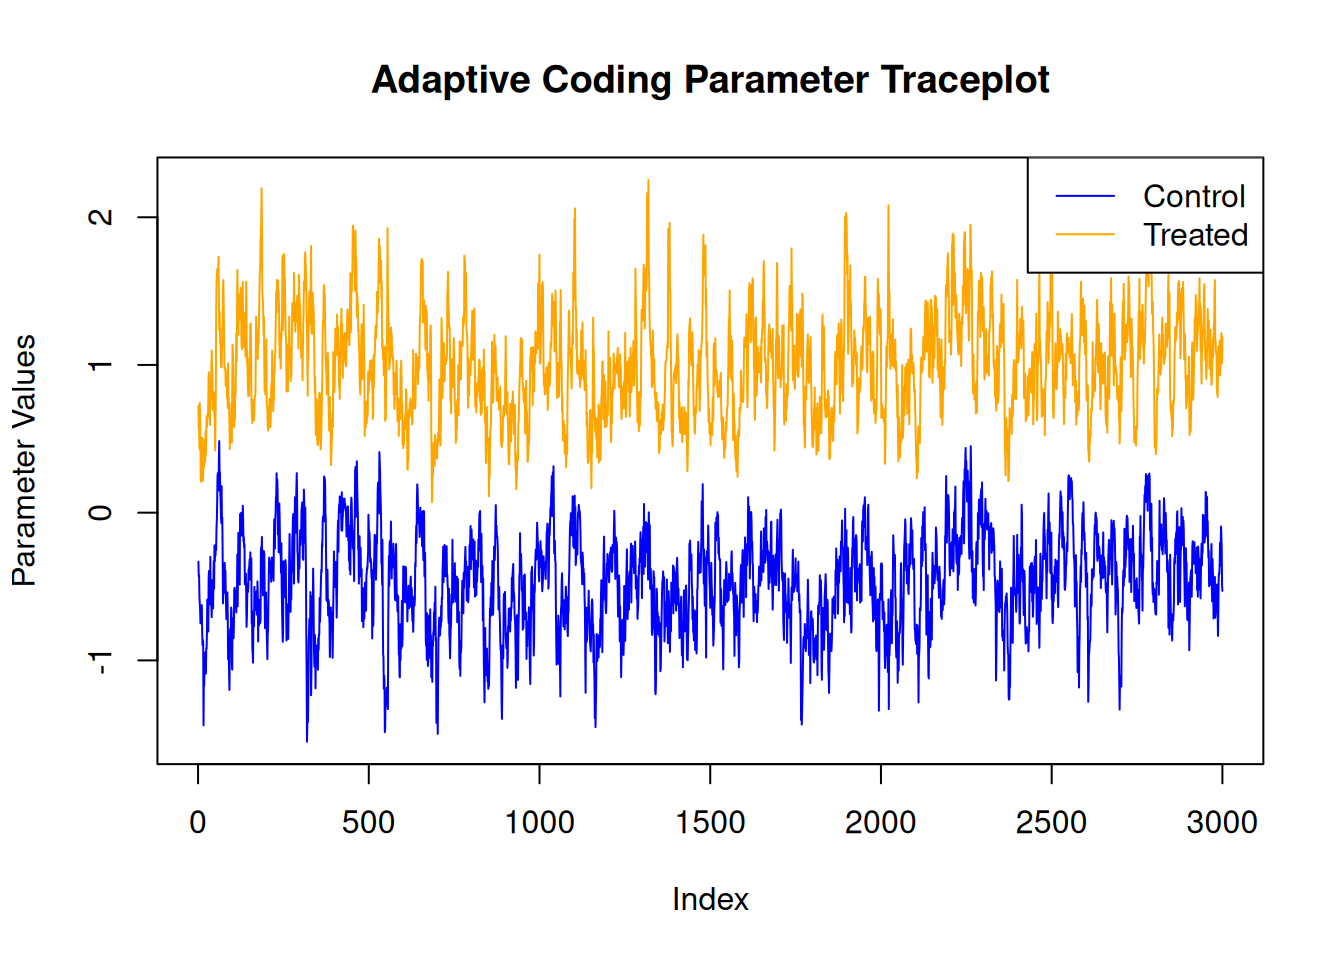 Adaptive Coding Parameter Traceplot
Control
Treated
Parameter Values
2
1
0
-1
0 500 1000 1500 2000 2500 3000
Index